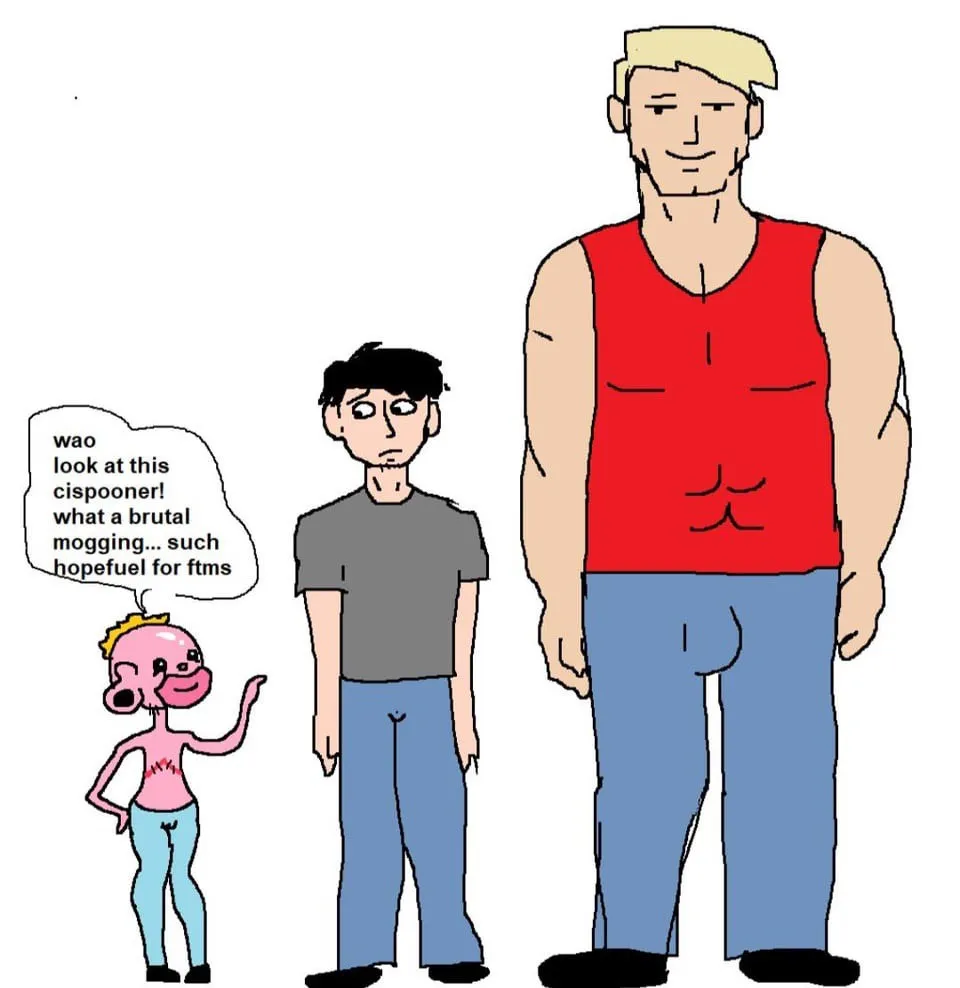 wao
look at this
cispooner!
what a brutal
mogging... such
hopefuel for ftms